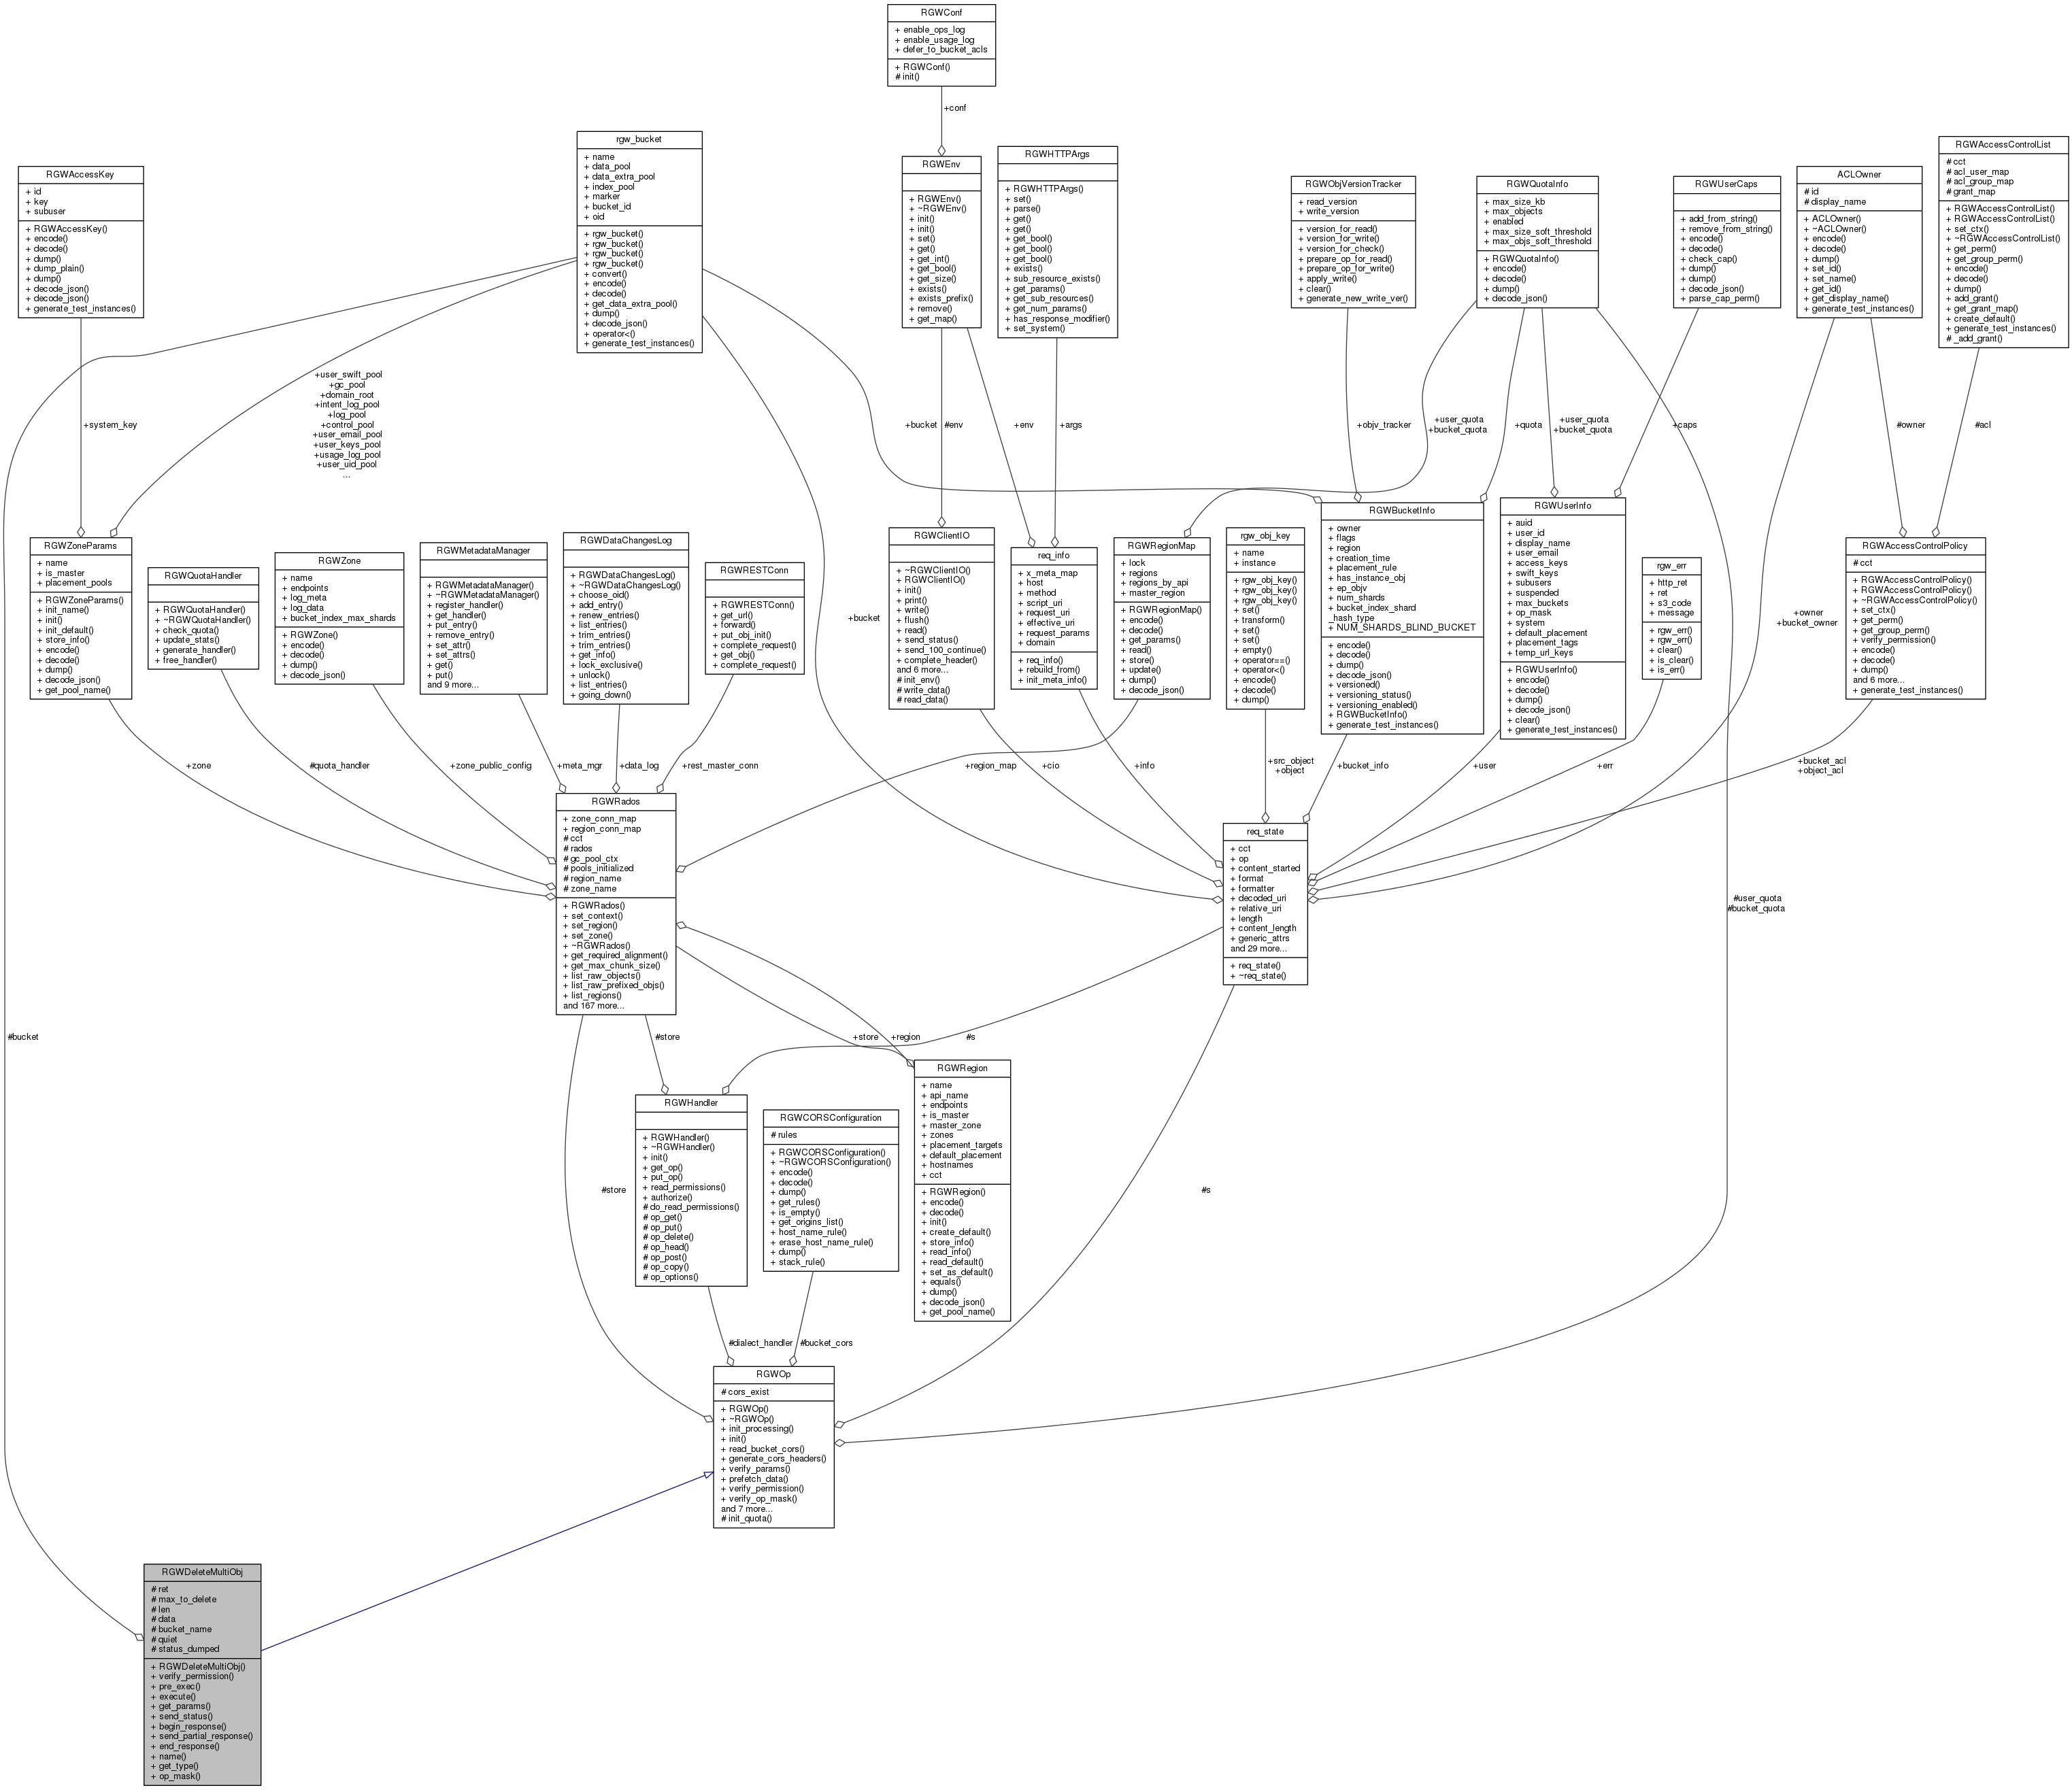 RGWConf
+ enable_ops_log
+ enable_usage_log
+ defer_to_bucket_acls
+ RGWConf()
# init()
+conf
RGWAccessKey
+ id
+ key
+ subuser
+ RGWAccessKey()
+ encode()
+ decode()
+ dump()
+ dump_plain()
+ dump()
+ decode_json()
+ decode_json()
+ generate_test_instances()
rgw_bucket
+ name
+ data_pool
+ data_extra_pool
+ index_pool
+ marker
+ bucket_id
+ oid
+ rgw_bucket()
+ rgw_bucket()
+ rgw_bucket()
+ rgw_bucket()
+ convert()
+ encode()
+ decode()
+ get_data_extra_pool()
+ dump()
+ decode_json()
+ operator<()
+ generate_test_instances()
RGWEnv
+ RGWEnv()
+ ~RGWEnv()
+ init()
+ init()
+ set()
+ get()
+ get_int()
+ get_bool()
+ get_size()
+ exists()
+ exists_prefix()
+ remove()
+ get_map()
RGWHTTPArgs
+ RGWHTTPArgs()
+ set()
+ parse()
+ get()
+ get()
+ get_bool()
+ get_bool()
+ get_bool()
+ exists()
+ sub_resource_exists()
+ get_params()
+ get_sub_resources()
+ get_num_params()
+ has_response_modifier()
+ set_system()
RGWObjVersionTracker
+ read_version
+ write_version
+ version_for_read()
+ version_for_write()
+ version_for_check()
+ prepare_op_for_read()
+ prepare_op_for_write()
+ apply_write()
+ clear()
+ generate_new_write_ver()
RGWQuotaInfo
+ max_size_kb
+ max_objects
+ enabled
+ max_size_soft_threshold
+ max_objs_soft_threshold
+ RGWQuotaInfo()
+ encode()
+ decode()
+ dump()
+ decode_json()
RGWUserCaps
+ add_from_string()
+ remove_from_string()
+ encode()
+ decode()
+ check_cap()
+ dump()
+ dump()
+ decode_json()
+ parse_cap_perm()
ACLOwner
# id
# display_name
+ ACLOwner()
+ ~ACLOwner()
+ encode()
+ decode()
+ dump()
+ set_id()
+ set_name()
+ get_id()
+ get_display_name()
+ generate_test_instances()
RGWAccessControlList
# cct
# acl_user_map
# acl_group_map
# grant_map
+ RGWAccessControlList()
+ RGWAccessControlList()
+ set_ctx()
+ ~RGWAccessControlList()
+ get_perm()
+ get_group_perm()
+ encode()
+ decode()
+ dump()
+ add_grant()
+ get_grant_map()
+ create_default()
+ generate_test_instances()
# _add_grant()
+system_key
+user_swift_pool
+gc_pool
+domain_root
+intent_log_pool
+log_pool
+control_pool
+user_email_pool
+user_keys_pool
+usage_log_pool
+user_uid_pool
...
+bucket
#env
+env
+args
+objv_tracker
+user_quota
+bucket_quota
+quota
+user_quota
+bucket_quota
+caps
#owner
#acl
RGWZoneParams
+ name
+ is_master
+ placement_pools
+ RGWZoneParams()
+ init_name()
+ init()
+ init_default()
+ store_info()
+ encode()
+ decode()
+ dump()
+ decode_json()
+ get_pool_name()
RGWQuotaHandler
+ RGWQuotaHandler()
+ ~RGWQuotaHandler()
+ check_quota()
+ update_stats()
+ generate_handler()
+ free_handler()
RGWZone
+ name
+ endpoints
+ log_meta
+ log_data
+ bucket_index_max_shards
+ RGWZone()
+ encode()
+ decode()
+ dump()
+ decode_json()
RGWMetadataManager
+ RGWMetadataManager()
+ ~RGWMetadataManager()
+ register_handler()
+ get_handler()
+ put_entry()
+ remove_entry()
+ set_attr()
+ set_attrs()
+ get()
+ put()
and 9 more...
RGWDataChangesLog
+ RGWDataChangesLog()
+ ~RGWDataChangesLog()
+ choose_oid()
+ add_entry()
+ renew_entries()
+ list_entries()
+ trim_entries()
+ trim_entries()
+ get_info()
+ lock_exclusive()
+ unlock()
+ list_entries()
+ going_down()
RGWRESTConn
+ RGWRESTConn()
+ get_url()
+ forward()
+ put_obj_init()
+ complete_request()
+ get_obj()
+ complete_request()
+bucket
RGWClientIO
+ ~RGWClientIO()
+ RGWClientIO()
+ init()
+ print()
+ write()
+ flush()
+ read()
+ send_status()
+ send_100_continue()
+ complete_header()
and 6 more...
# init_env()
# write_data()
# read_data()
req_info
+ x_meta_map
+ host
+ method
+ script_uri
+ request_uri
+ effective_uri
+ request_params
+ domain
+ req_info()
+ rebuild_from()
+ init_meta_info()
RGWRegionMap
+ lock
+ regions
+ regions_by_api
+ master_region
+ RGWRegionMap()
+ encode()
+ decode()
+ get_params()
+ read()
+ store()
+ update()
+ dump()
+ decode_json()
rgw_obj_key
+ name
+ instance
+ rgw_obj_key()
+ rgw_obj_key()
+ rgw_obj_key()
+ set()
+ transform()
+ set()
+ set()
+ empty()
+ operator==()
+ operator<()
+ encode()
+ decode()
+ dump()
RGWBucketInfo
+ owner
+ flags
+ region
+ creation_time
+ placement_rule
+ has_instance_obj
+ ep_objv
+ num_shards
+ bucket_index_shard
_hash_type
+ NUM_SHARDS_BLIND_BUCKET
+ encode()
+ decode()
+ dump()
+ decode_json()
+ versioned()
+ versioning_status()
+ versioning_enabled()
+ RGWBucketInfo()
+ generate_test_instances()
RGWUserInfo
+ auid
+ user_id
+ display_name
+ user_email
+ access_keys
+ swift_keys
+ subusers
+ suspended
+ max_buckets
+ op_mask
+ system
+ default_placement
+ placement_tags
+ temp_url_keys
+ RGWUserInfo()
+ encode()
+ decode()
+ dump()
+ decode_json()
+ clear()
+ generate_test_instances()
rgw_err
+ http_ret
+ ret
+ s3_code
+ message
+ rgw_err()
+ rgw_err()
+ clear()
+ is_clear()
+ is_err()
+owner
+bucket_owner
RGWAccessControlPolicy
# cct
+ RGWAccessControlPolicy()
+ RGWAccessControlPolicy()
+ ~RGWAccessControlPolicy()
+ set_ctx()
+ get_perm()
+ get_group_perm()
+ verify_permission()
+ encode()
+ decode()
+ dump()
and 6 more...
+ generate_test_instances()
+zone
#quota_handler
+zone_public_config
+meta_mgr
+data_log
+rest_master_conn
+region_map
+cio
+info
+src_object
+object
+bucket_info
+user
+err
+bucket_acl
+object_acl
RGWRados
+ zone_conn_map
+ region_conn_map
# cct
# rados
# gc_pool_ctx
# pools_initialized
# region_name
# zone_name
+ RGWRados()
+ set_context()
+ set_region()
+ set_zone()
+ ~RGWRados()
+ get_required_alignment()
+ get_max_chunk_size()
+ list_raw_objects()
+ list_raw_prefixed_objs()
+ list_regions()
and 167 more...
req_state
+ cct
+ op
+ content_started
+ format
+ formatter
+ decoded_uri
+ relative_uri
+ length
+ content_length
+ generic_attrs
and 29 more...
+ req_state()
+ ~req_state()
#user_quota
#bucket_quota
#bucket
#store
+store
+region
#s
RGWHandler
+ RGWHandler()
+ ~RGWHandler()
+ init()
+ get_op()
+ put_op()
+ read_permissions()
+ authorize()
# do_read_permissions()
# op_get()
# op_put()
# op_delete()
# op_head()
# op_post()
# op_copy()
# op_options()
RGWCORSConfiguration
# rules
+ RGWCORSConfiguration()
+ ~RGWCORSConfiguration()
+ encode()
+ decode()
+ dump()
+ get_rules()
+ is_empty()
+ get_origins_list()
+ host_name_rule()
+ erase_host_name_rule()
+ dump()
+ stack_rule()
RGWRegion
+ name
+ api_name
+ endpoints
+ is_master
+ master_zone
+ zones
+ placement_targets
+ default_placement
+ hostnames
+ cct
+ RGWRegion()
+ encode()
+ decode()
+ init()
+ create_default()
+ store_info()
+ read_info()
+ read_default()
+ set_as_default()
+ equals()
+ dump()
+ decode_json()
+ get_pool_name()
#store
#s
#dialect_handler
#bucket_cors
RGWOp
# cors_exist
+ RGWOp()
+ ~RGWOp()
+ init_processing()
+ init()
+ read_bucket_cors()
+ generate_cors_headers()
+ verify_params()
+ prefetch_data()
+ verify_permission()
+ verify_op_mask()
and 7 more...
# init_quota()
RGWDeleteMultiObj
# ret
# max_to_delete
# len
# data
# bucket_name
# quiet
# status_dumped
+ RGWDeleteMultiObj()
+ verify_permission()
+ pre_exec()
+ execute()
+ get_params()
+ send_status()
+ begin_response()
+ send_partial_response()
+ end_response()
+ name()
+ get_type()
+ op_mask()